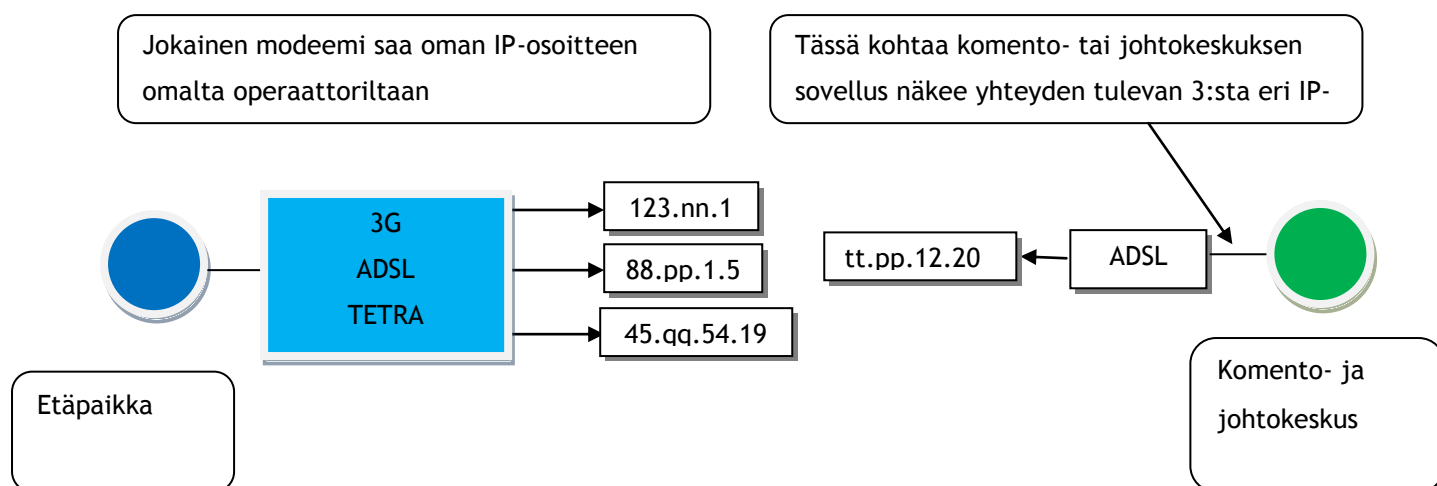 Jokainen modeemi saa oman IP-osoitteen
omalta operaattoriltaan
Tässä kohtaa komento- tai johtokeskuksen
sovellus näkee yhteyden tulevan 3:sta eri IP-
3G
ADSL
TETRA
123.nn.1
88.pp.1.5
45.qq.54.19
tt.pp.12.20
ADSL
Etäpaikka
Komento- ja
johtokeskus